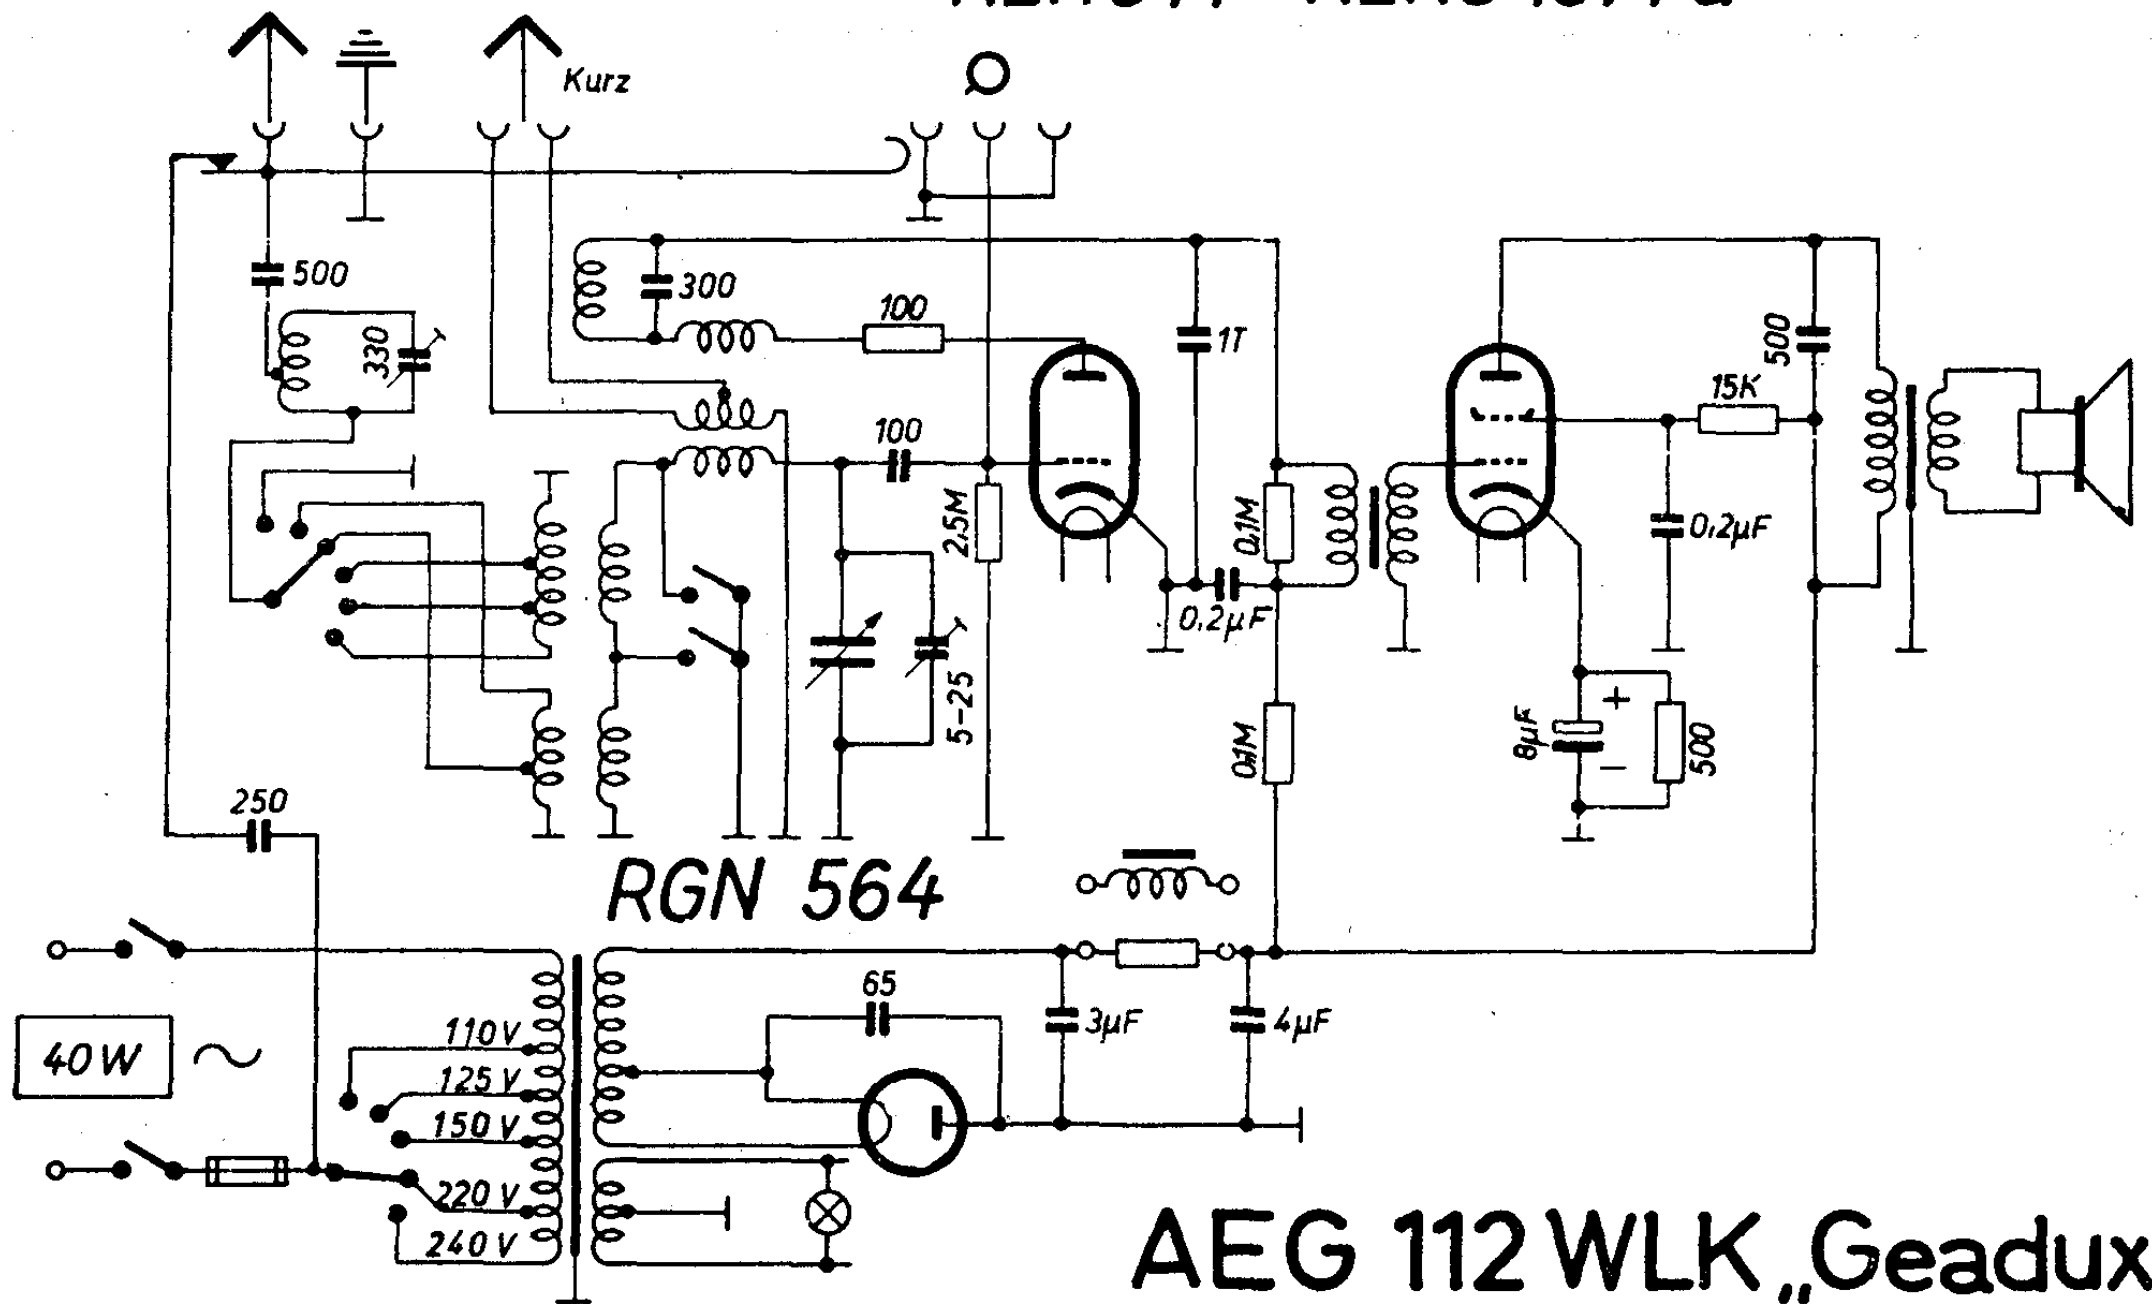 Kurz
500
300
100
330
1T
500
15K
100
2,5M
0,1M
0,2µF
0,2µF
5-25
8µF
+
−
500
0,1M
250
RGN 564
65
3µF
4µF
40W
110V
125V
150V
220V
240V
AEG 112 WLK „Geadux